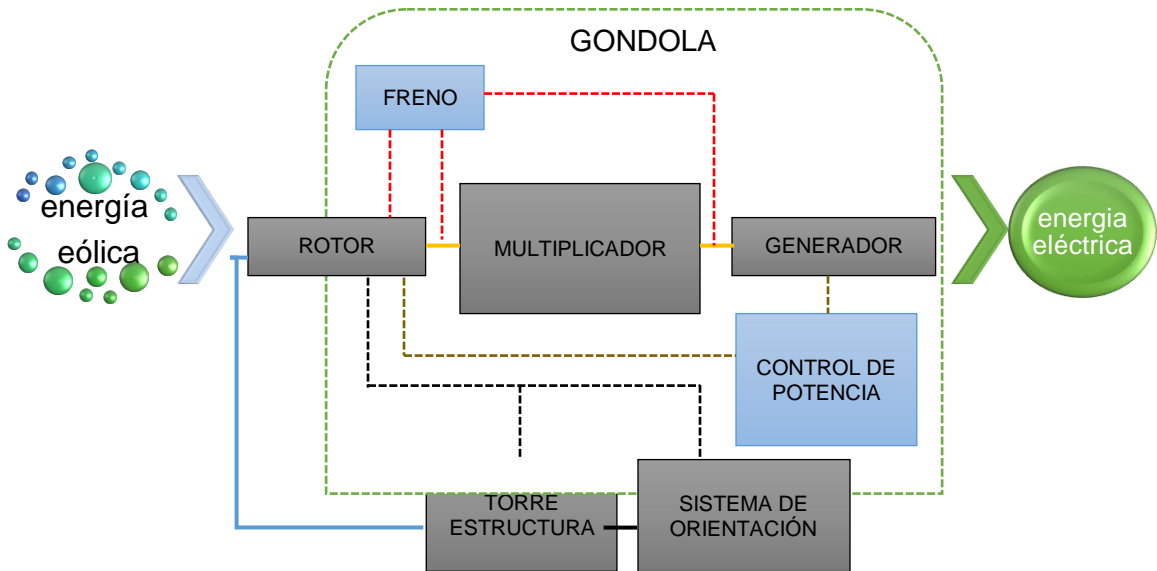 GONDOLA
FRENO
energía
eólica
ROTOR
MULTIPLICADOR
GENERADOR
energia
eléctrica
CONTROL DE
POTENCIA
TORRE
ESTRUCTURA
SISTEMA DE
ORIENTACIÓN